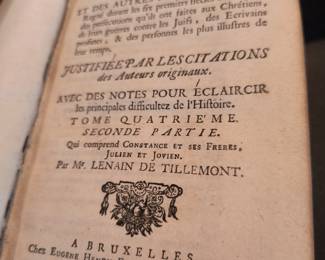 ET DES AUTRES
Regné durant les six premiers siecles
des persecutions qu'ils ont faites aux Chrétiens,
de leurs guerres contre les Juifs, des Ecrivains
profanes, & des personnes les plus illustres de
leur temps.
JUSTIFIÉE PAR LES CITATIONS
des Auteurs originaux.
AVEC DES NOTES POUR ÉCLAIRCIR
les principales difficultez de l'Histoire.
TOME QUATRIE'ME.
SECONDE PARTIE.
Qui comprend CONSTANCE ET SES FRERES,
JULIEN ET JOVIEN.
Par Mr. LENAIN DE TILLEMONT.
A BRUXELLES
Chez EUGENE HENRY